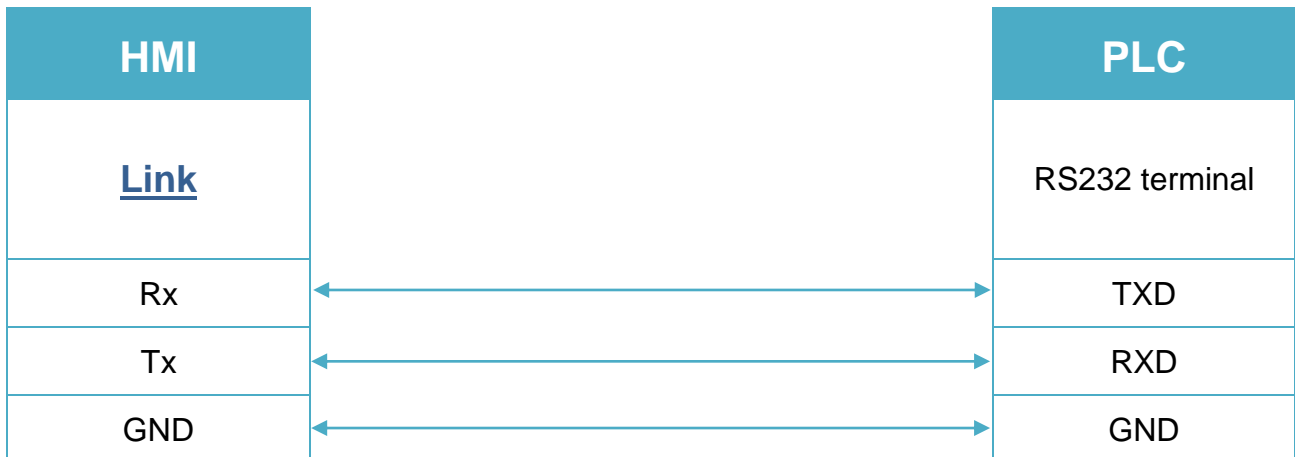 HMI PLC
Link RS232 terminal
Rx TXD
Tx RXD
GND GND